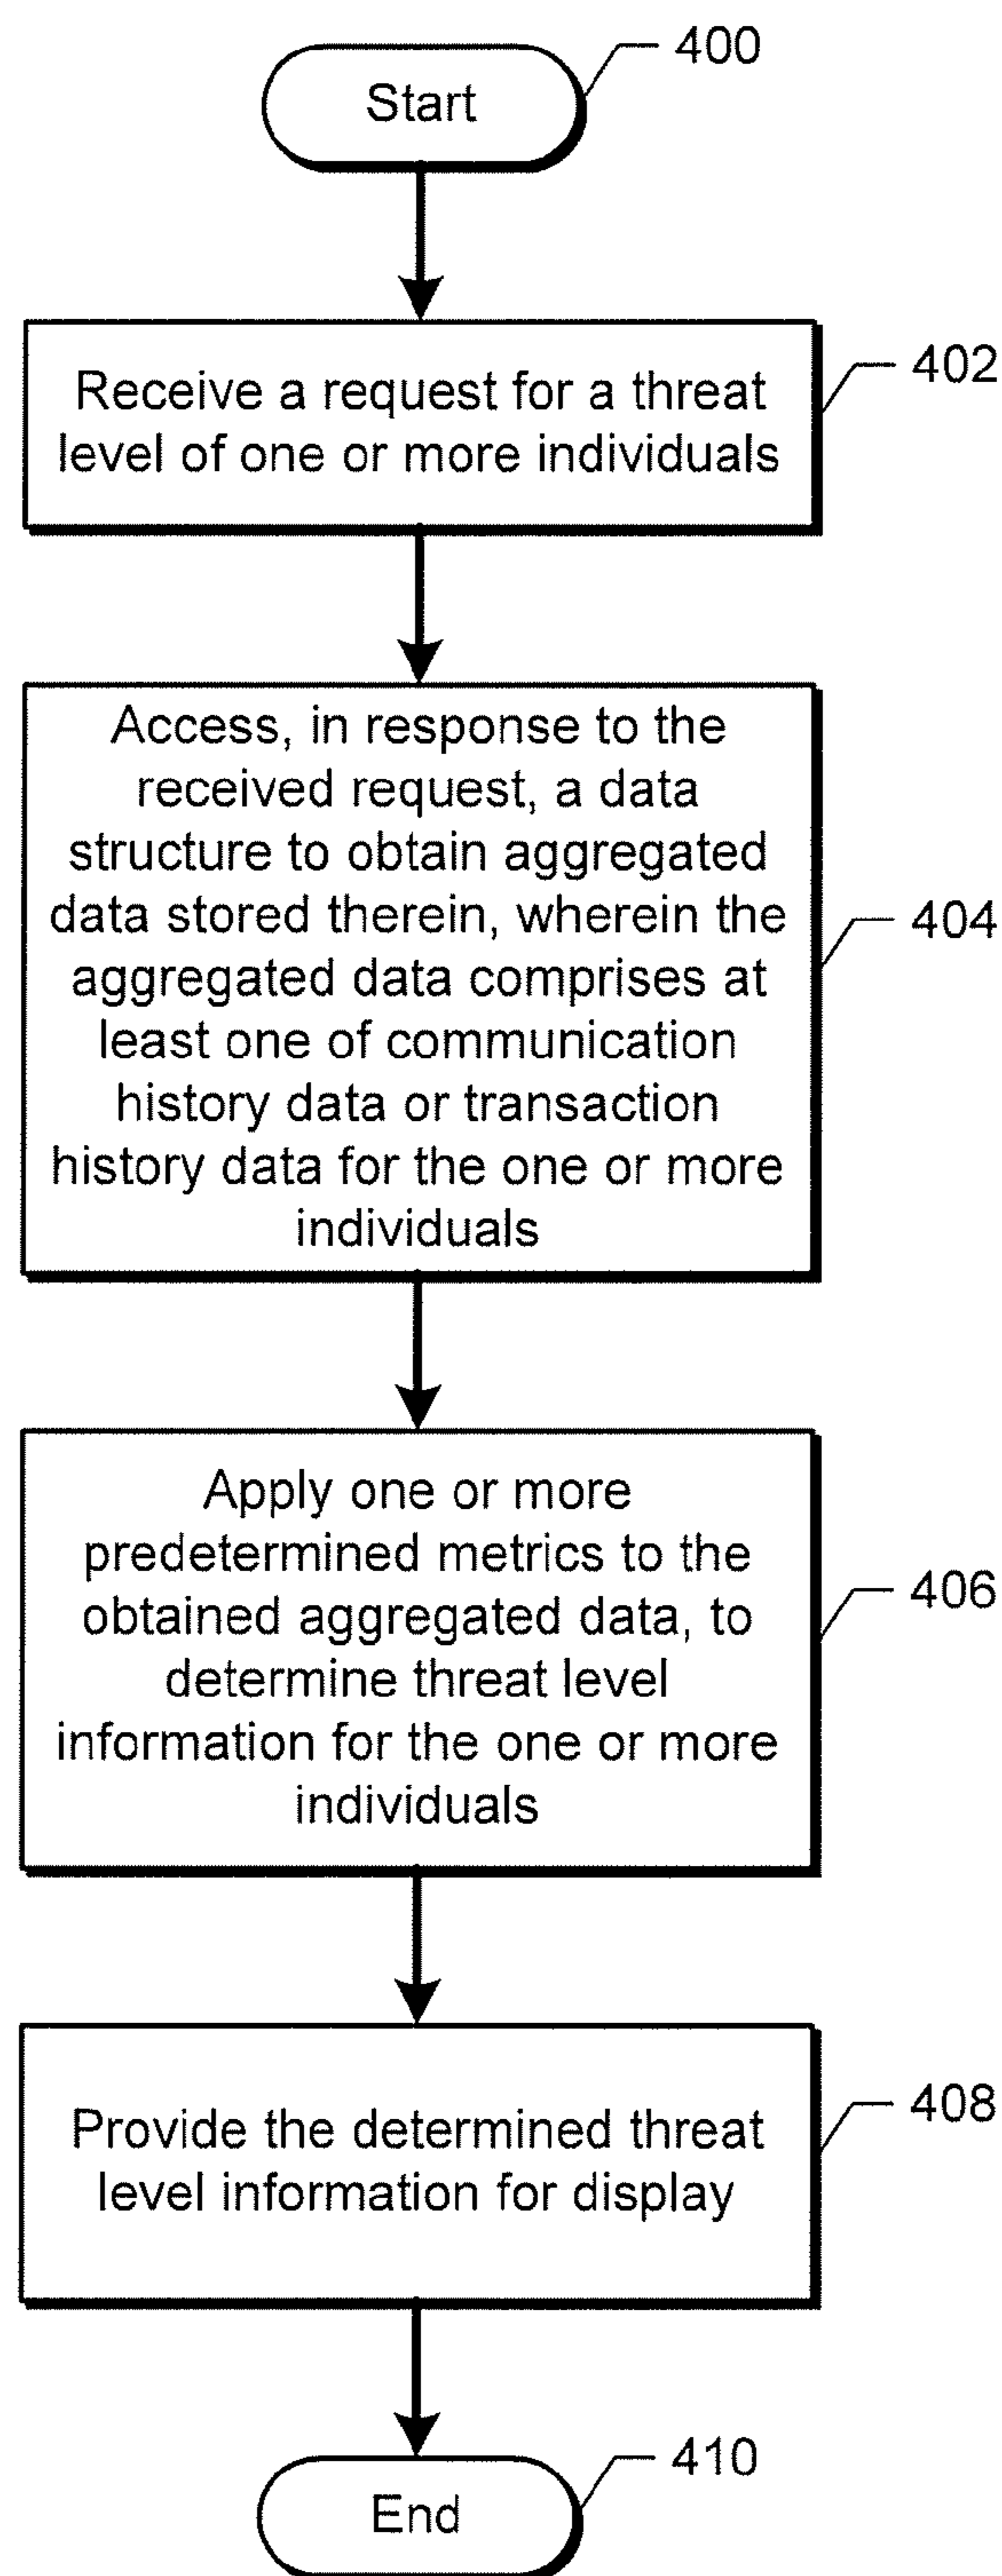 Start
400
Receive a request for a threat
level of one or more individuals
402
Access, in response to the
received request, a data
structure to obtain aggregated
data stored therein, wherein the
aggregated data comprises at
least one of communication
history data or transaction
history data for the one or more
individuals
404
Apply one or more
predetermined metrics to the
obtained aggregated data, to
determine threat level
information for the one or more
individuals
406
Provide the determined threat
level information for display
408
End
410